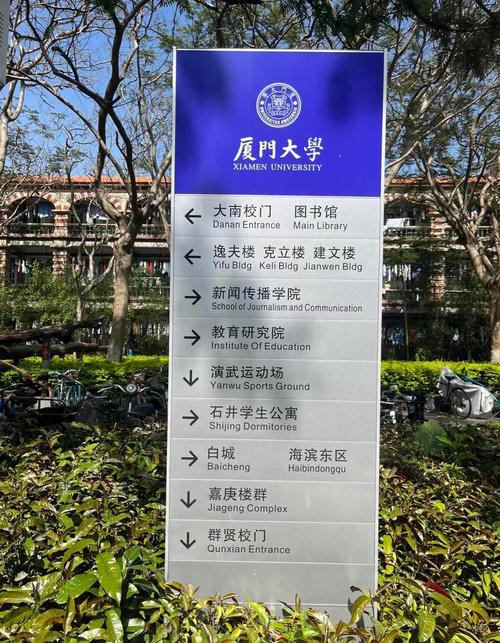 廈門大學
XIAMEN UNIVERSITY
← 大南校门 图书馆
Danan Entrance Main Library
← 逸夫楼 克立楼 建文楼
Yifu Bldg Keli Bldg Jianwen Bldg
→ 新闻传播学院
School of Journalism and Communication
→ 教育研究院
Institute Of Education
↓ 演武运动场
Yanwu Sports Ground
→ 石井学生公寓
Shijing Dormitories
→ 白城 海滨东区
Baicheng Haibindongqu
↓ 嘉庚楼群
Jiageng Complex
↓ 群贤校门
Qunxian Entrance